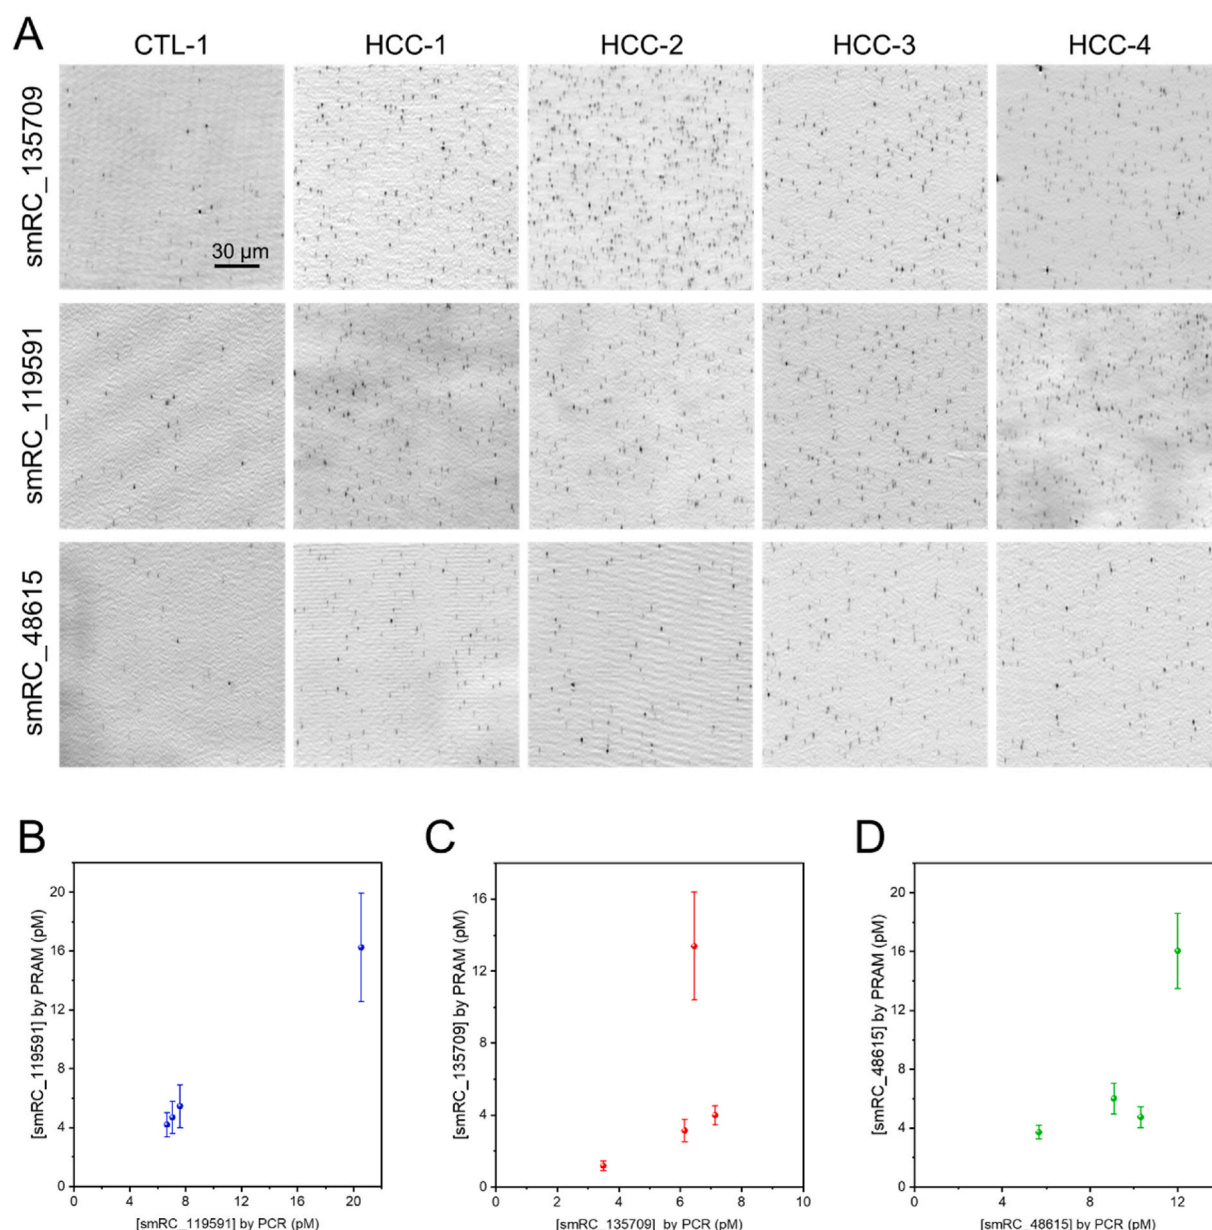 A
CTL-1 HCC-1 HCC-2 HCC-3 HCC-4
smRC_135709
30 µm
smRC_119591
smRC_48615
B
[smRC_119591] by PRAM (pM)
20
16
12
8
4
0
0 4 8 12 16 20
[smRC_119591] by PCR (pM)
C
[smRC_135709] by PRAM (pM)
16
12
8
4
0
0 2 4 6 8 10
[smRC_135709] by PCR (pM)
D
[smRC_48615] by PRAM (pM)
20
16
12
8
4
0
0 4 8 12
[smRC_48615] by PCR (pM)